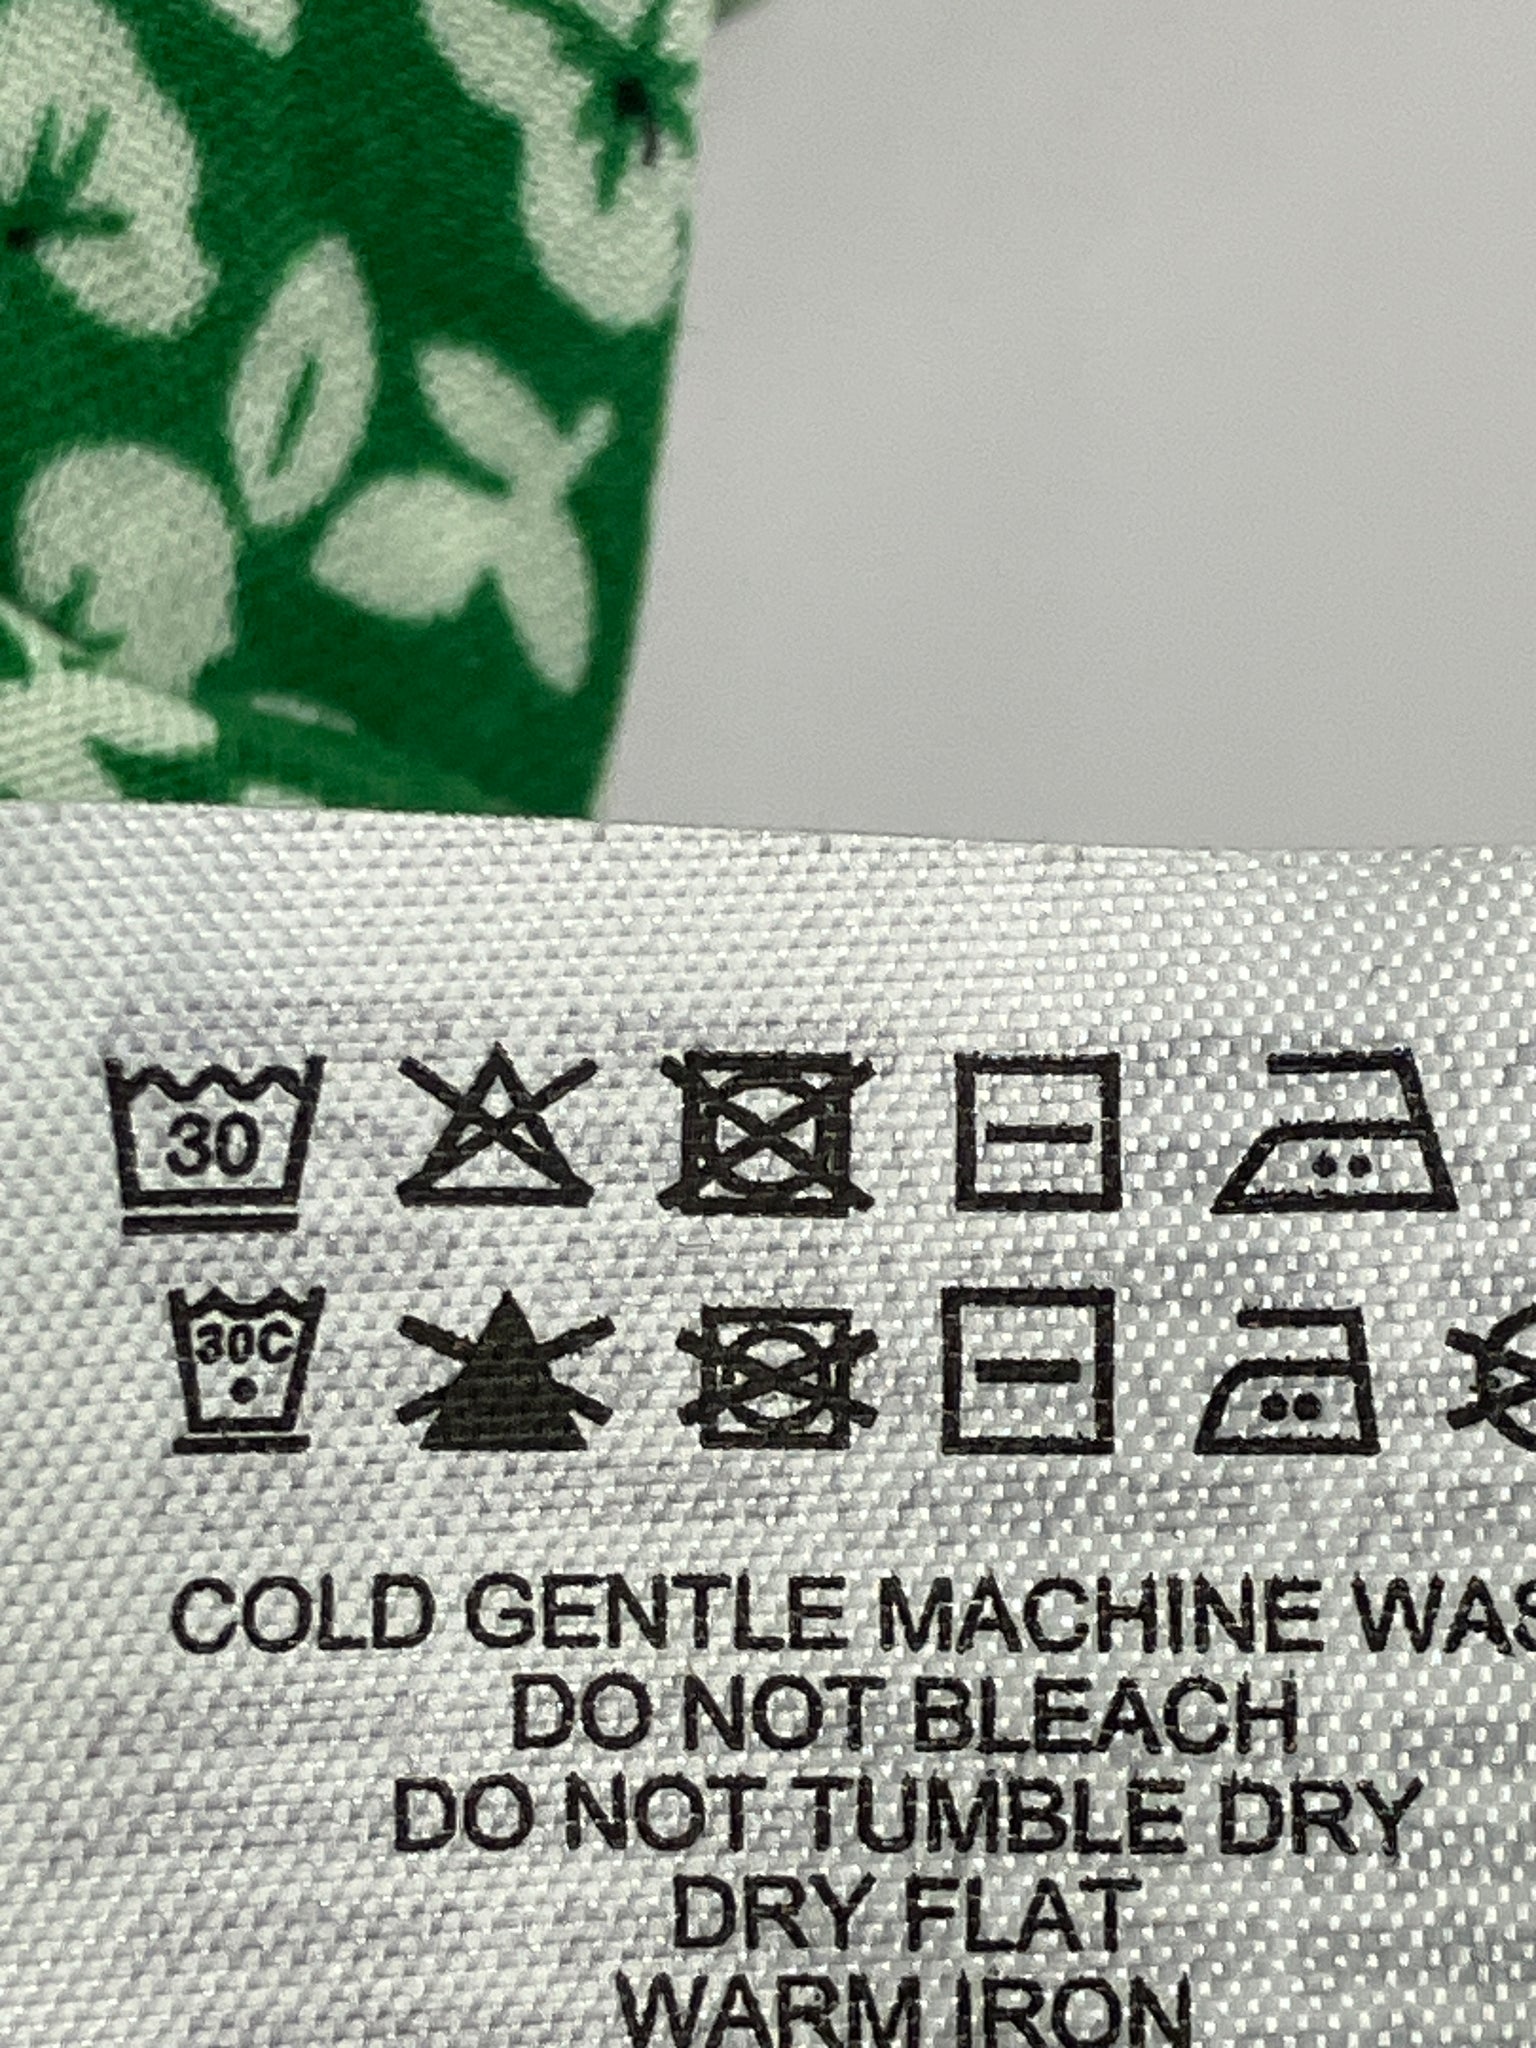 30
30C
COLD GENTLE MACHINE WAS
DO NOT BLEACH
DO NOT TUMBLE DRY
DRY FLAT
WARM IRON